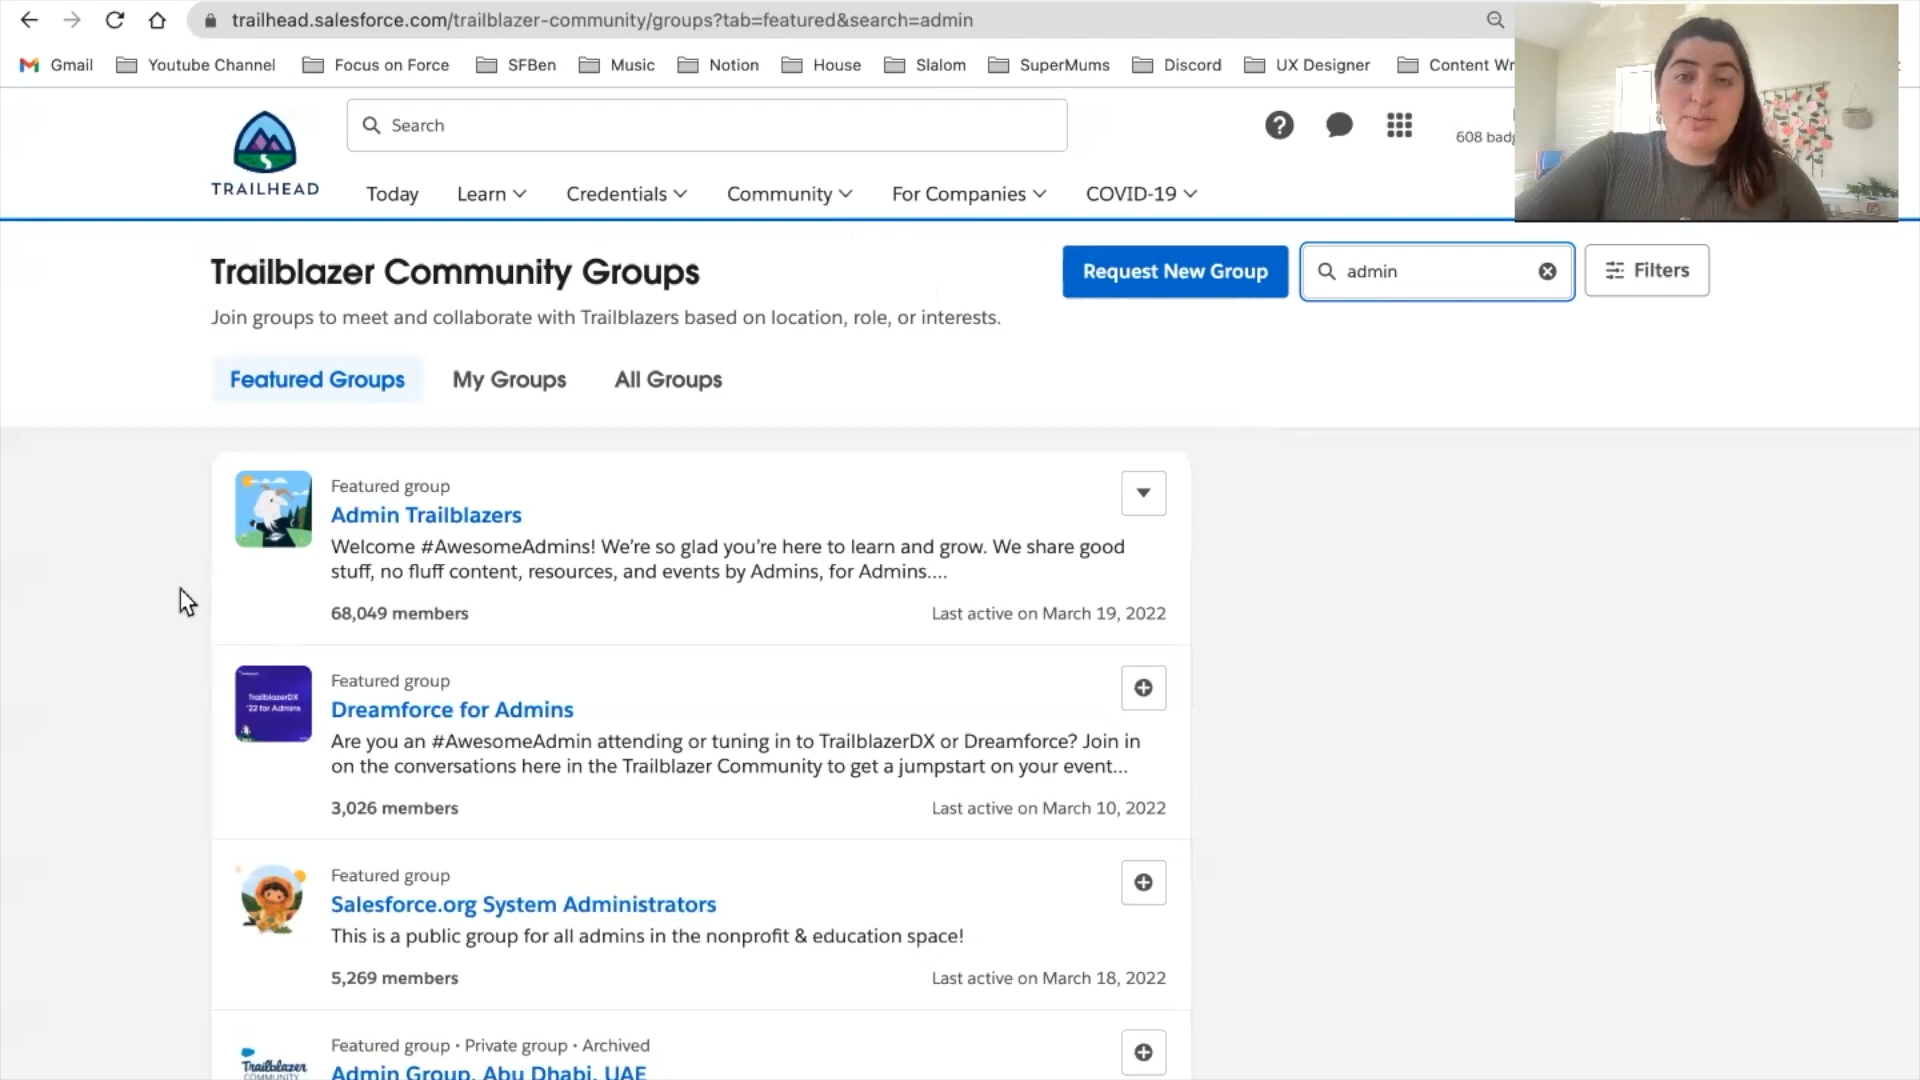 trailhead.salesforce.com/trailblazer-community/groups?tab=featured&search=admin
Gmail Youtube Channel Focus on Force SFBen Music Notion House Slalom SuperMums Discord UX Designer Content Wr
TRAILHEAD
Search
608 badg
Today Learn Credentials Community For Companies COVID-19
Trailblazer Community Groups
Request New Group
admin
Filters
Join groups to meet and collaborate with Trailblazers based on location, role, or interests.
Featured Groups My Groups All Groups
Featured group
Admin Trailblazers
Welcome #AwesomeAdmins! We're so glad you're here to learn and grow. We share good
stuff, no fluff content, resources, and events by Admins, for Admins....
68,049 members Last active on March 19, 2022
TrailblazerDX
'22 for Admins
Featured group
Dreamforce for Admins
Are you an #AwesomeAdmin attending or tuning in to TrailblazerDX or Dreamforce? Join in
on the conversations here in the Trailblazer Community to get a jumpstart on your event...
3,026 members Last active on March 10, 2022
Featured group
Salesforce.org System Administrators
This is a public group for all admins in the nonprofit & education space!
5,269 members Last active on March 18, 2022
Trailblazer
COMMUNITY
Featured group • Private group • Archived
Admin Group, Abu Dhabi, UAE